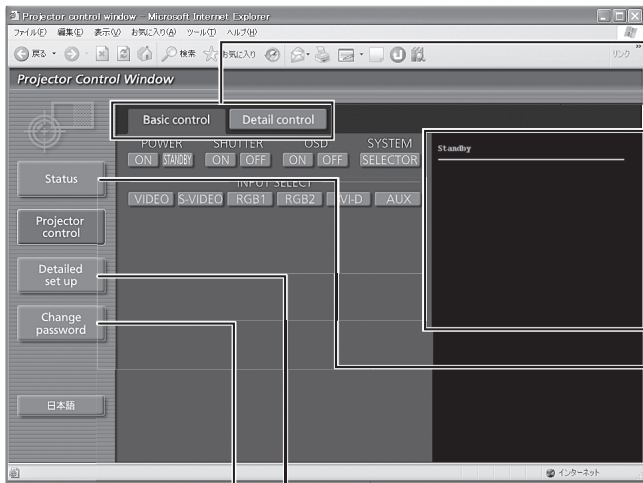 Projector control window - Microsoft Internet Explorer
ファイル(F) 編集(E) 表示(V) お気に入り(A) ツール(T) ヘルプ(H)
戻る 検索 お気に入り リンク »
Projector Control Window
Basic control Detail control
POWER SHUTTER OSD SYSTEM
ON STANDBY ON OFF ON OFF SELECTOR
INPUT SELECT
VIDEO S-VIDEO RGB1 RGB2 DVI-D AUX
Standby
Status
Projector
control
Detailed
set up
Change
password
日本語
インターネット